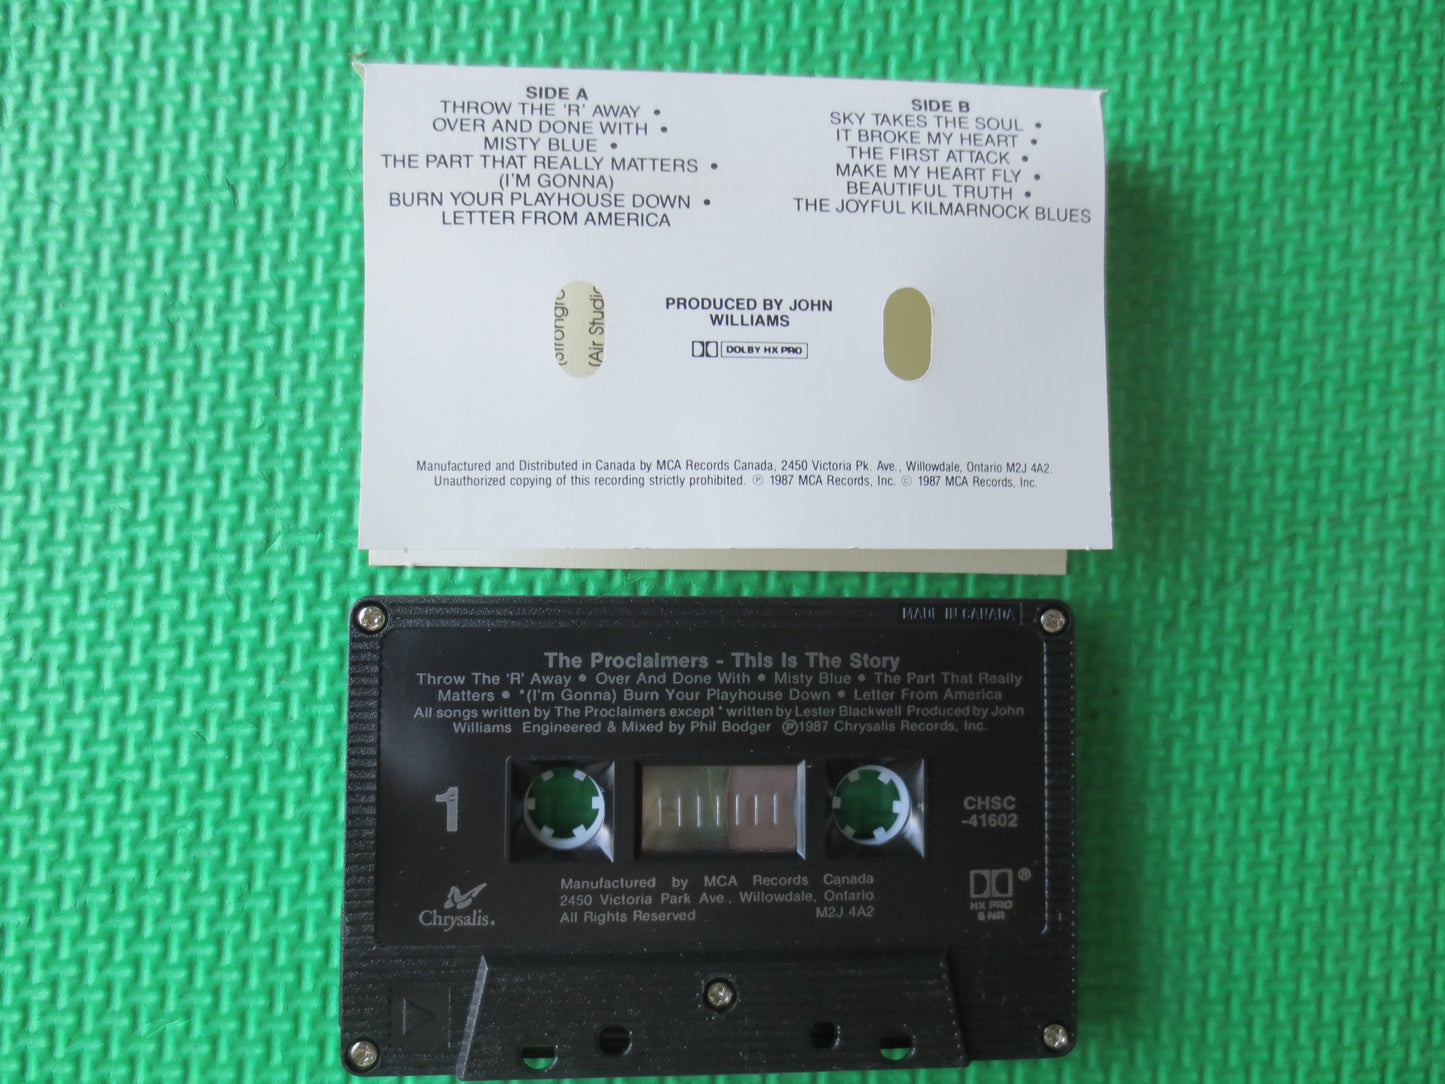 SIDE A
THROW THE 'R' AWAY •
OVER AND DONE WITH •
MISTY BLUE •
THE PART THAT REALLY MATTERS •
(I'M GONNA)
BURN YOUR PLAYHOUSE DOWN •
LETTER FROM AMERICA
SIDE B
SKY TAKES THE SOUL •
IT BROKE MY HEART •
THE FIRST ATTACK •
MAKE MY HEART FLY •
BEAUTIFUL TRUTH •
THE JOYFUL KILMARNOCK BLUES
(Air Studio
PRODUCED BY JOHN
WILLIAMS
DOLBY HX PRO
Manufactured and Distributed in Canada by MCA Records Canada, 2450 Victoria Pk. Ave., Willowdale, Ontario M2J 4A2.
Unauthorized copying of this recording strictly prohibited. ℗ 1987 MCA Records, Inc. © 1987 MCA Records, Inc.
MADE IN CANADA
The Proclaimers - This Is The Story
Throw The 'R' Away • Over And Done With • Misty Blue • The Part That Really
Matters • *(I'm Gonna) Burn Your Playhouse Down • Letter From America
All songs written by The Proclaimers except * written by Lester Blackwell Produced by John
Williams Engineered & Mixed by Phil Bodger ℗1987 Chrysalis Records, Inc.
1
CHSC
-41602
Chrysalis.
Manufactured by MCA Records Canada
2450 Victoria Park Ave., Willowdale, Ontario
All Rights Reserved M2J 4A2
®
HX PRO
& NR